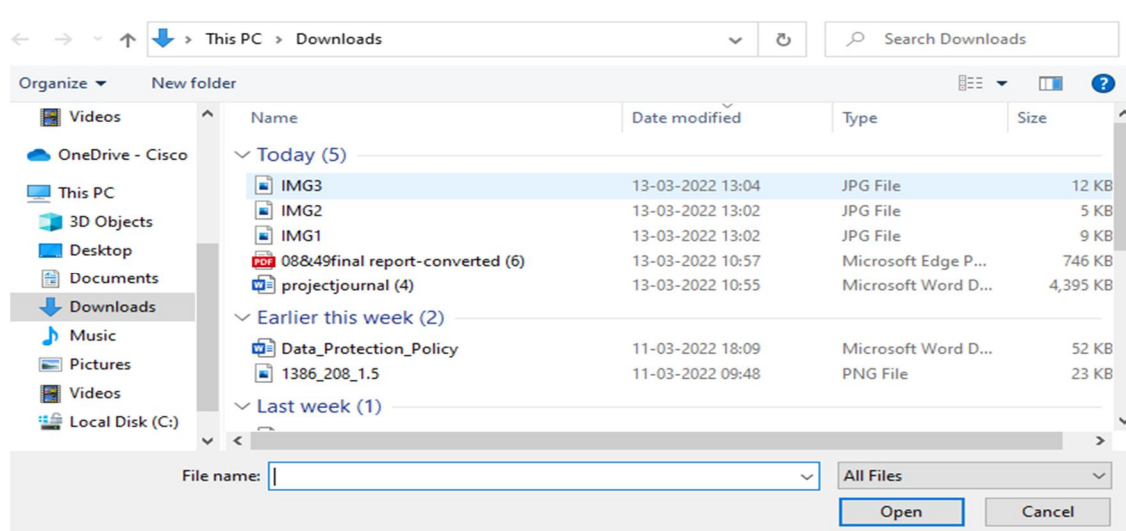 This PC > Downloads
Search Downloads
Organize
New folder
Videos
OneDrive - Cisco
This PC
3D Objects
Desktop
Documents
Downloads
Music
Pictures
Videos
Local Disk (C:)
Name Date modified Type Size
Today (5)
IMG3 13-03-2022 13:04 JPG File 12 KB
IMG2 13-03-2022 13:02 JPG File 5 KB
IMG1 13-03-2022 13:02 JPG File 9 KB
PDF 08&49final report-converted (6) 13-03-2022 10:57 Microsoft Edge P... 746 KB
projectjournal (4) 13-03-2022 10:55 Microsoft Word D... 4,395 KB
Earlier this week (2)
Data_Protection_Policy 11-03-2022 18:09 Microsoft Word D... 52 KB
1386_208_1.5 11-03-2022 09:48 PNG File 23 KB
Last week (1)
File name:
All Files
Open Cancel